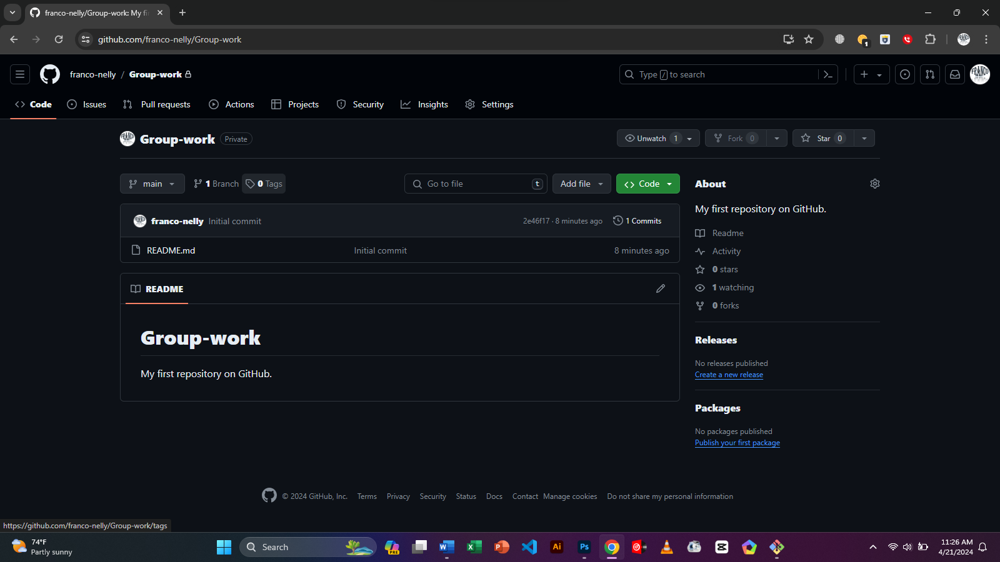 franco-nelly/Group-work: My fi
github.com/franco-nelly/Group-work
1
franco-nelly / Group-work
Type / to search
Code
Issues
Pull requests
Actions
Projects
Security
Insights
Settings
Group-work
Private
Unwatch 1
Fork 0
Star 0
main
1 Branch
0 Tags
Go to file
t
Add file
Code
franco-nelly Initial commit
2e46f17 · 8 minutes ago
1 Commits
README.md
Initial commit
8 minutes ago
README
Group-work
My first repository on GitHub.
About
My first repository on GitHub.
Readme
Activity
0 stars
1 watching
0 forks
Releases
No releases published
Create a new release
Packages
No packages published
Publish your first package
© 2024 GitHub, Inc.
Terms
Privacy
Security
Status
Docs
Contact
Manage cookies
Do not share my personal information
https://github.com/franco-nelly/Group-work/tags
74°F
Partly sunny
Search
PRE
W
X
P
Ai
Ps
11:26 AM
4/21/2024